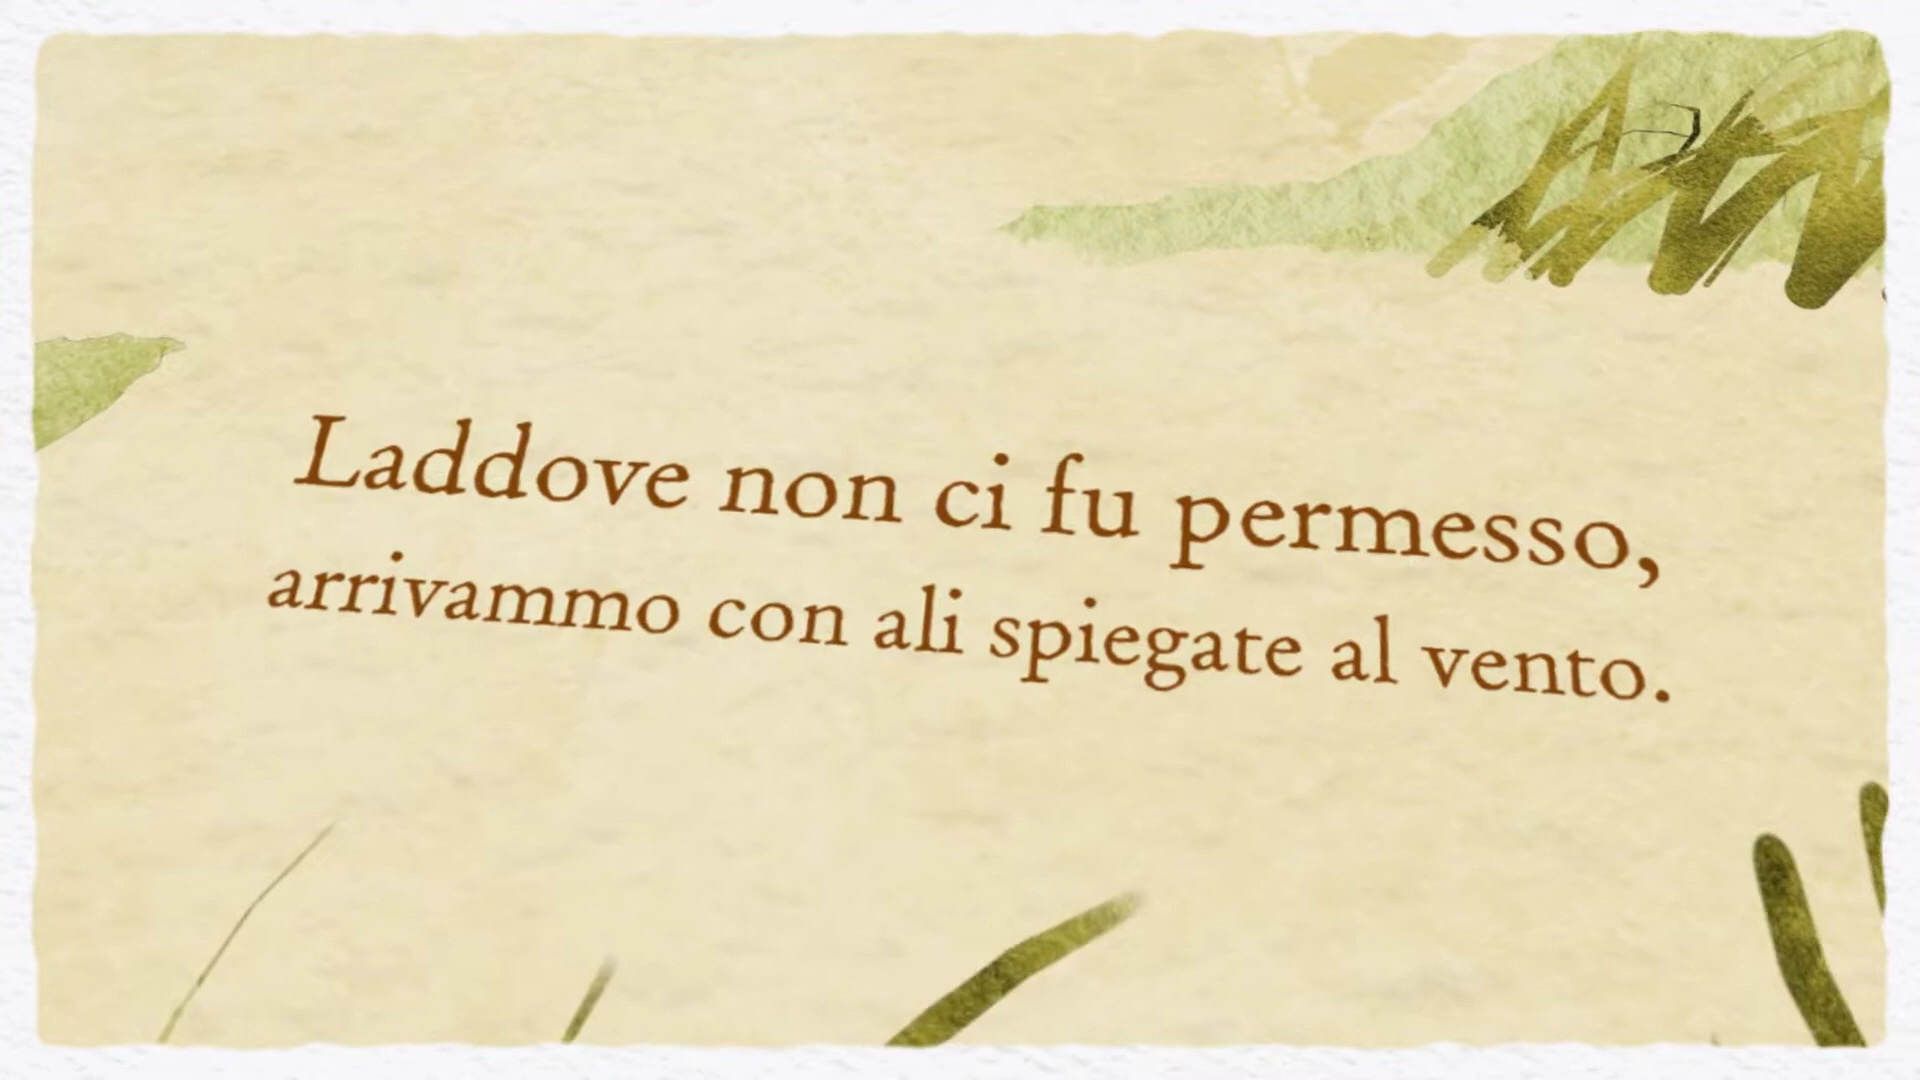 Laddove non ci fu permesso,
arrivammo con ali spiegate al vento.